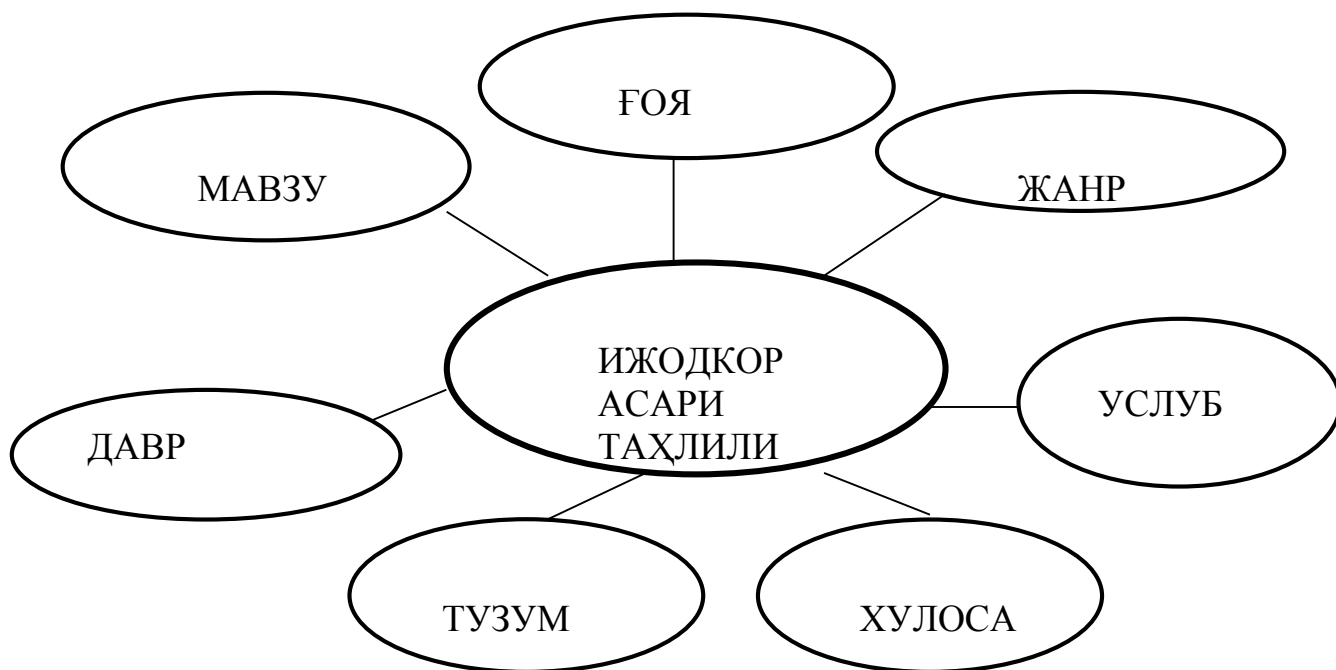 ҒОЯ
МАВЗУ
ЖАНР
ИЖОДКОР
АСАРИ
ТАҲЛИЛИ
УСЛУБ
ДАВР
ТУЗУМ
ХУЛОСА